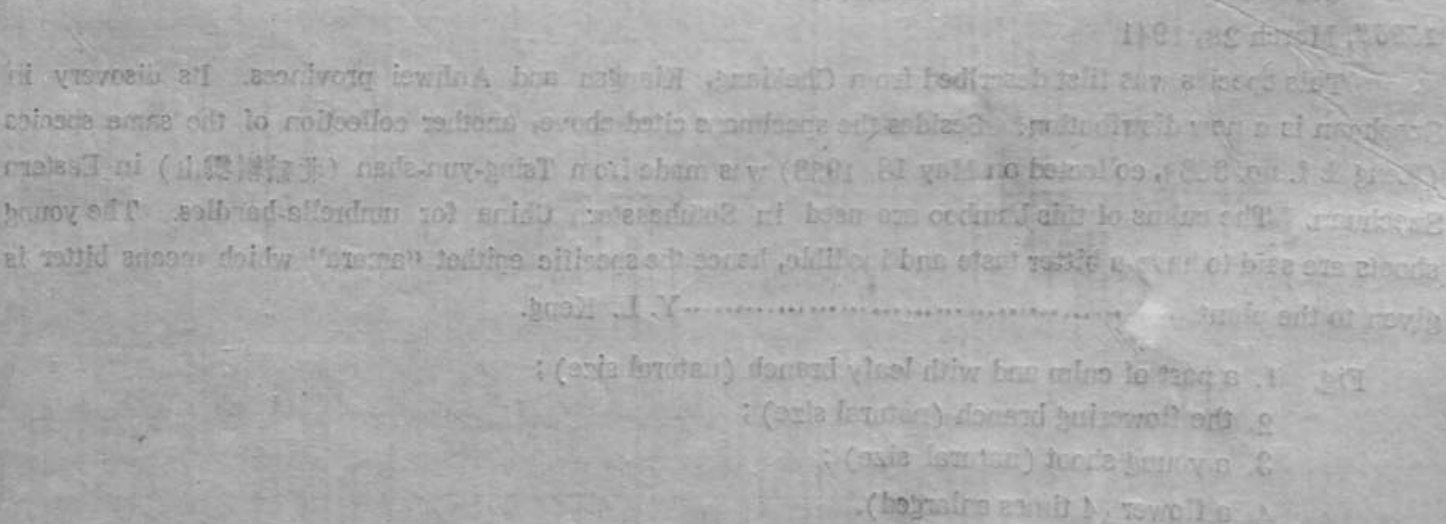 March 28, 1941
This species was first described from Chekiang, Kiangsu and Anhwei provinces. Its discovery in
Szechuan is a new distribution. Besides the specimens cited above, another collection of the same species
collected on May 18, 1938) was made from Tsing-yun-shan ( ) in Eastern
Szechuan. The culms of this bamboo are used in Southeastern China for umbrella-handles. The young
shoots are said to have a bitter taste and inedible, hence the specific epithet "amara" which means bitter is
given to the plant. Y. L. Keng.
Fig. 1. a part of culm and with leafy branch (natural size) ;
2. the flowering branch (natural size) ;
3. a young shoot (natural size) ;
4. a flower (4 times enlarged).